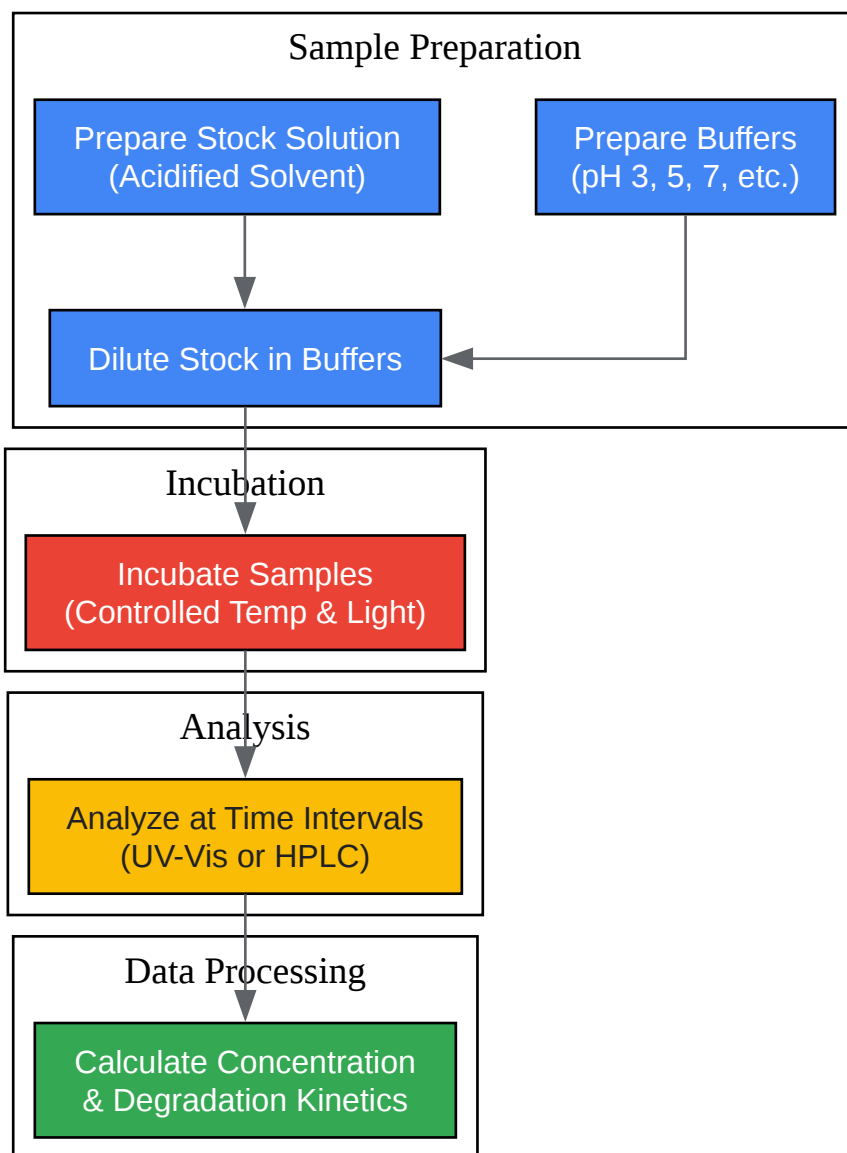 Sample Preparation
Prepare Stock Solution
(Acidified Solvent)
Prepare Buffers
(pH 3, 5, 7, etc.)
Dilute Stock in Buffers
Incubation
Incubate Samples
(Controlled Temp & Light)
Analysis
Analyze at Time Intervals
(UV-Vis or HPLC)
Data Processing
Calculate Concentration
& Degradation Kinetics